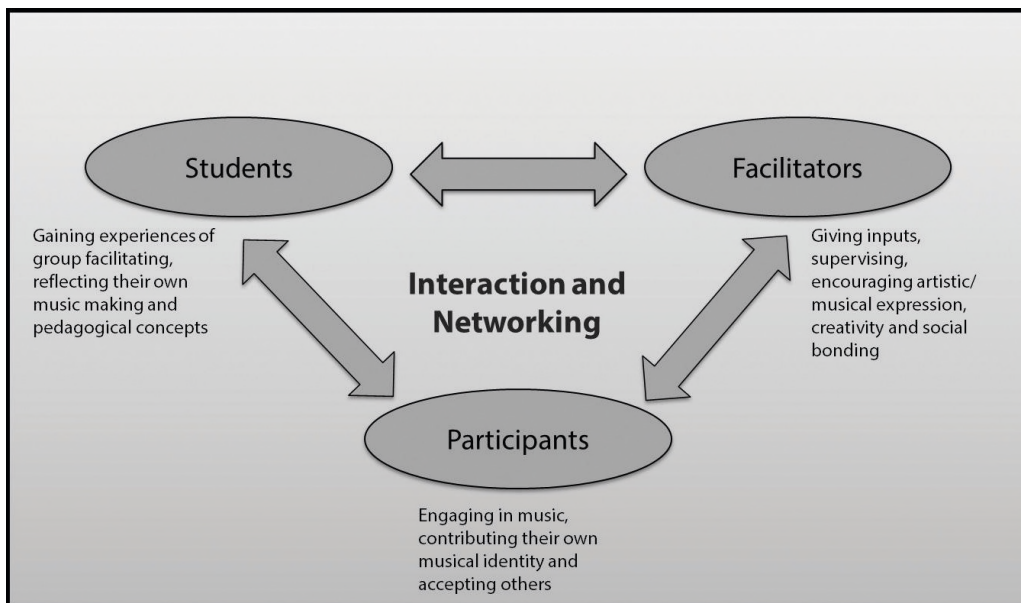 Students
Facilitators
Gaining experiences of
group facilitating,
reflecting their own
music making and
pedagogical concepts
Interaction and
Networking
Giving inputs,
supervising,
encouraging artistic/
musical expression,
creativity and social
bonding
Participants
Engaging in music,
contributing their own
musical identity and
accepting others